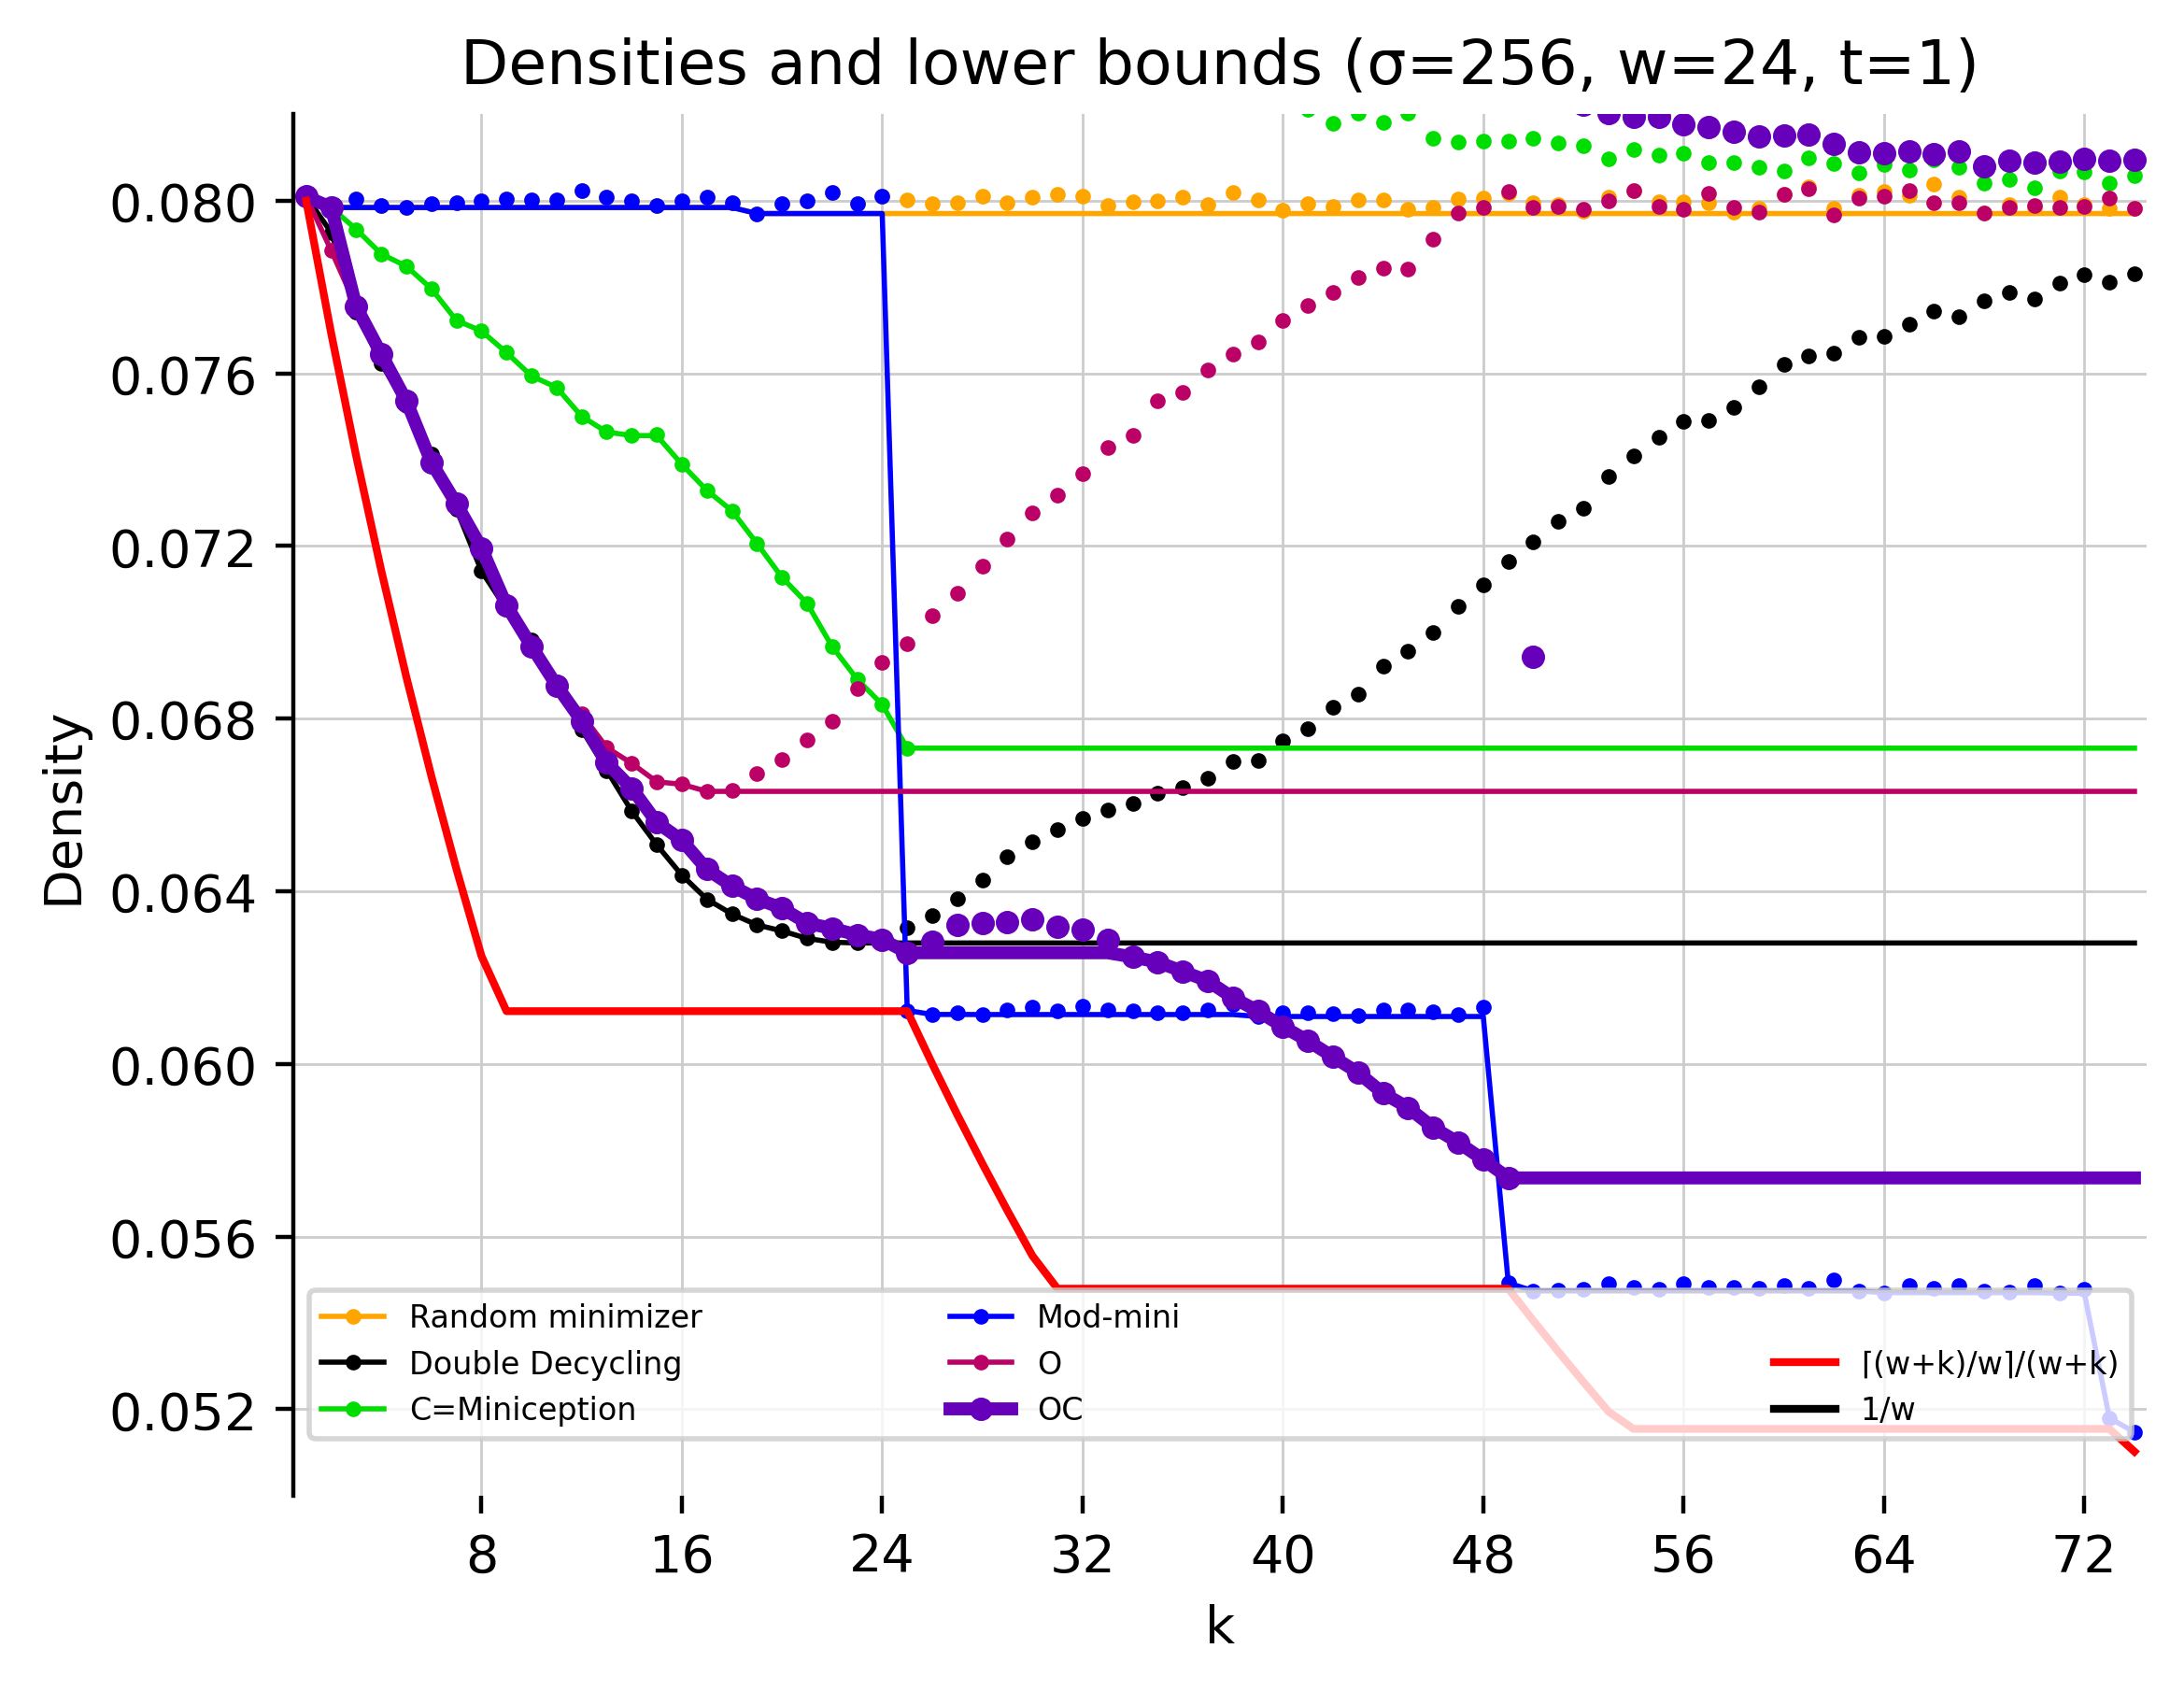 Densities and lower bounds (σ=256, w=24, t=1)
Density
0.080
0.076
0.072
0.068
0.064
0.060
0.056
0.052
Random minimizer
Double Decycling
C=Miniception
Mod-mini
O
OC
⌈(w+k)/w⌉/(w+k)
1/w
8 16 24 32 40 48 56 64 72
k